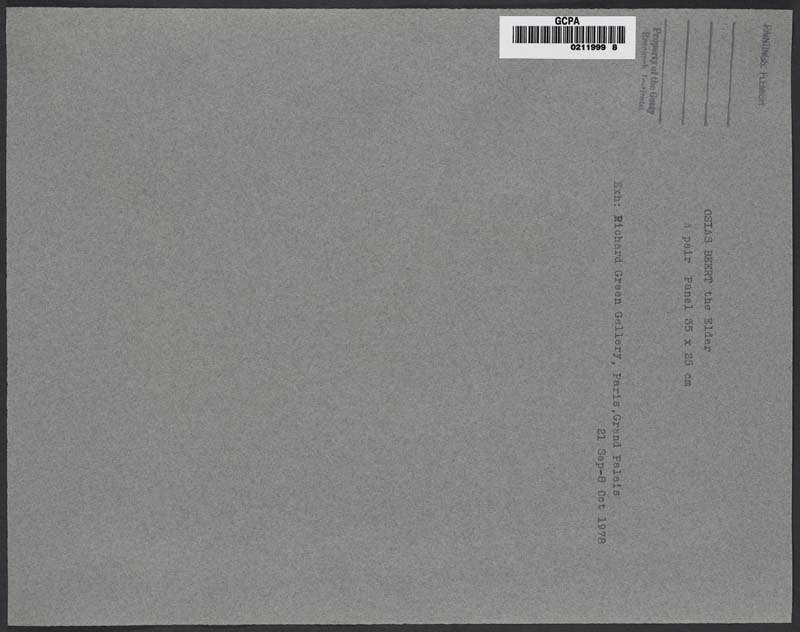 GCPA
0211999 8
PAINTINGS: FLEMISH
Property of the Getty
Research Institute
OSIAS BEERT the Elder
A pair Panel 35 x 25 cm
Exh: Richard Green Gallery, Paris,Grand Palais
21 Sep-8 Oct 1978